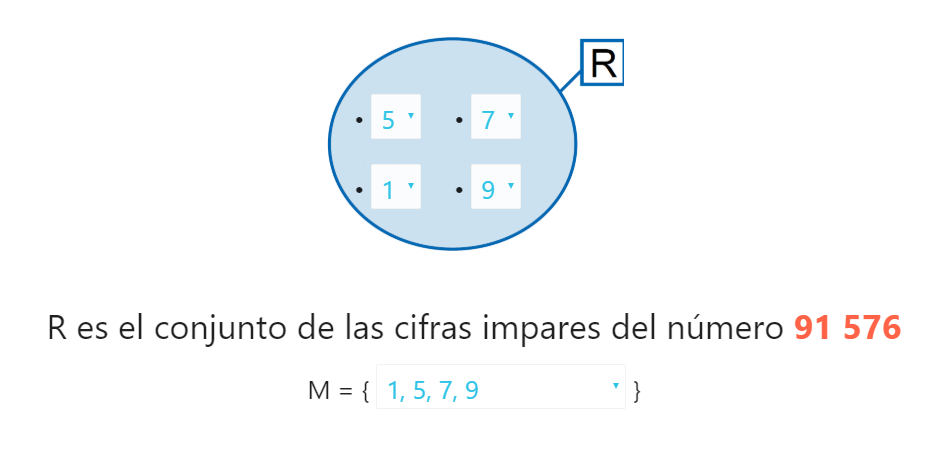 R
• 5 • 7
• 1 • 9
R es el conjunto de las cifras impares del número 91 576
M = { 1, 5, 7, 9 }